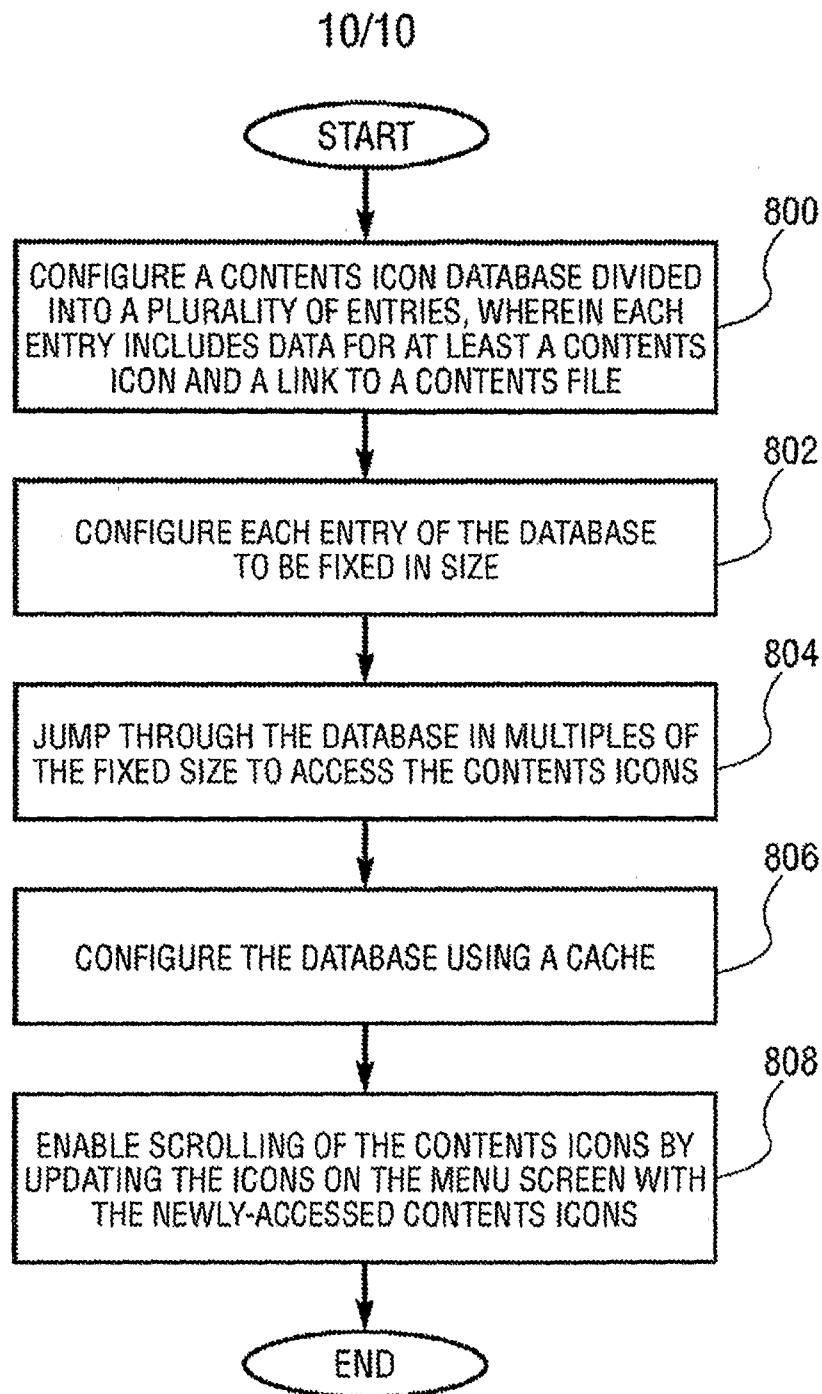 10/10
START
800
CONFIGURE A CONTENTS ICON DATABASE DIVIDED
INTO A PLURALITY OF ENTRIES, WHEREIN EACH
ENTRY INCLUDES DATA FOR AT LEAST A CONTENTS
ICON AND A LINK TO A CONTENTS FILE
802
CONFIGURE EACH ENTRY OF THE DATABASE
TO BE FIXED IN SIZE
804
JUMP THROUGH THE DATABASE IN MULTIPLES OF
THE FIXED SIZE TO ACCESS THE CONTENTS ICONS
806
CONFIGURE THE DATABASE USING A CACHE
808
ENABLE SCROLLING OF THE CONTENTS ICONS BY
UPDATING THE ICONS ON THE MENU SCREEN WITH
THE NEWLY-ACCESSED CONTENTS ICONS
END